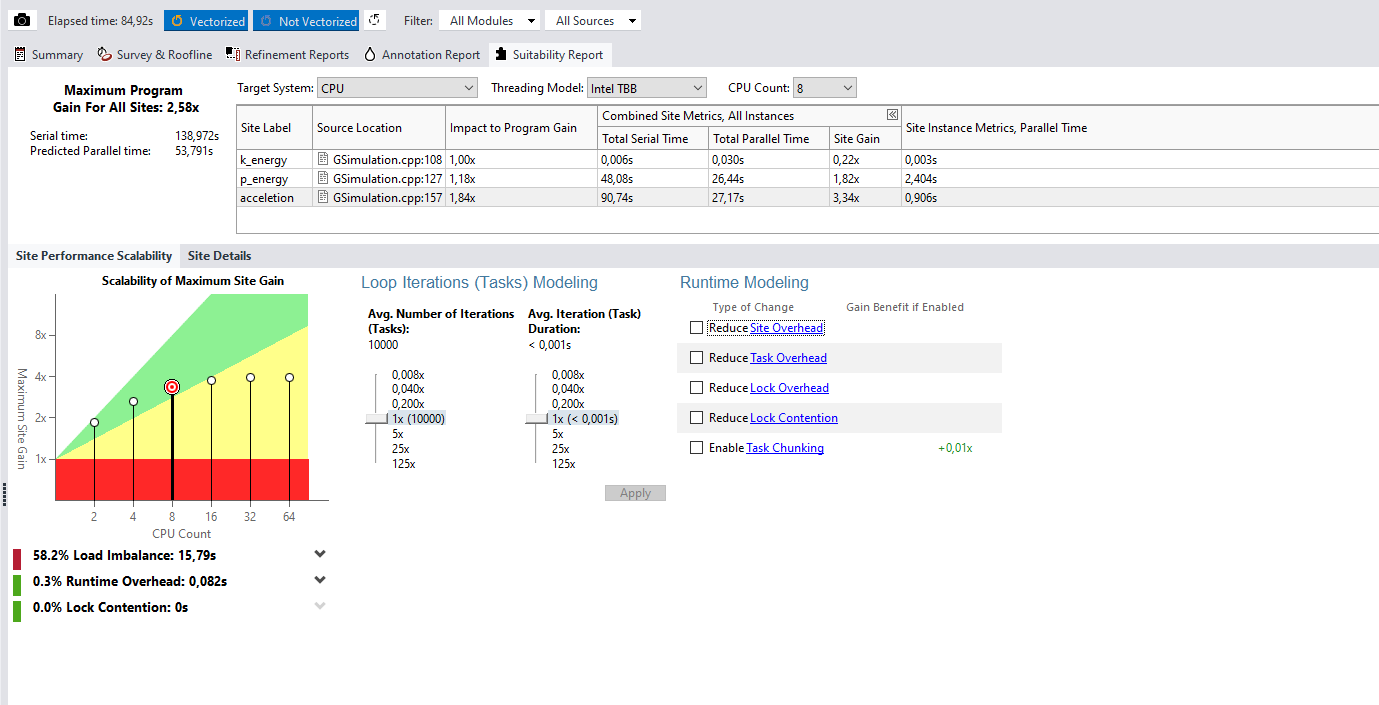 Elapsed time: 84,92s Vectorized Not Vectorized Filter: All Modules All Sources
Summary Survey & Roofline Refinement Reports Annotation Report Suitability Report
Maximum Program
Gain For All Sites: 2,58x
Serial time: 138,972s
Predicted Parallel time: 53,791s
Target System: CPU Threading Model: Intel TBB CPU Count: 8
Site Label Source Location Impact to Program Gain Combined Site Metrics, All Instances Site Instance Metrics, Parallel Time
Total Serial Time Total Parallel Time Site Gain
k_energy GSimulation.cpp:108 1,00x 0,006s 0,030s 0,22x 0,003s
p_energy GSimulation.cpp:127 1,18x 48,08s 26,44s 1,82x 2,404s
acceletion GSimulation.cpp:157 1,84x 90,74s 27,17s 3,34x 0,906s
Site Performance Scalability Site Details
Scalability of Maximum Site Gain
Maximum Site Gain
8x
4x
2x
1x
2 4 8 16 32 64
CPU Count
58.2% Load Imbalance: 15,79s
0.3% Runtime Overhead: 0,082s
0.0% Lock Contention: 0s
Loop Iterations (Tasks) Modeling
Avg. Number of Iterations
(Tasks):
10000
0,008x
0,040x
0,200x
1x (10000)
5x
25x
125x
Avg. Iteration (Task)
Duration:
< 0,001s
0,008x
0,040x
0,200x
1x (< 0,001s)
5x
25x
125x
Apply
Runtime Modeling
Type of Change Gain Benefit if Enabled
Reduce Site Overhead
Reduce Task Overhead
Reduce Lock Overhead
Reduce Lock Contention
Enable Task Chunking +0,01x